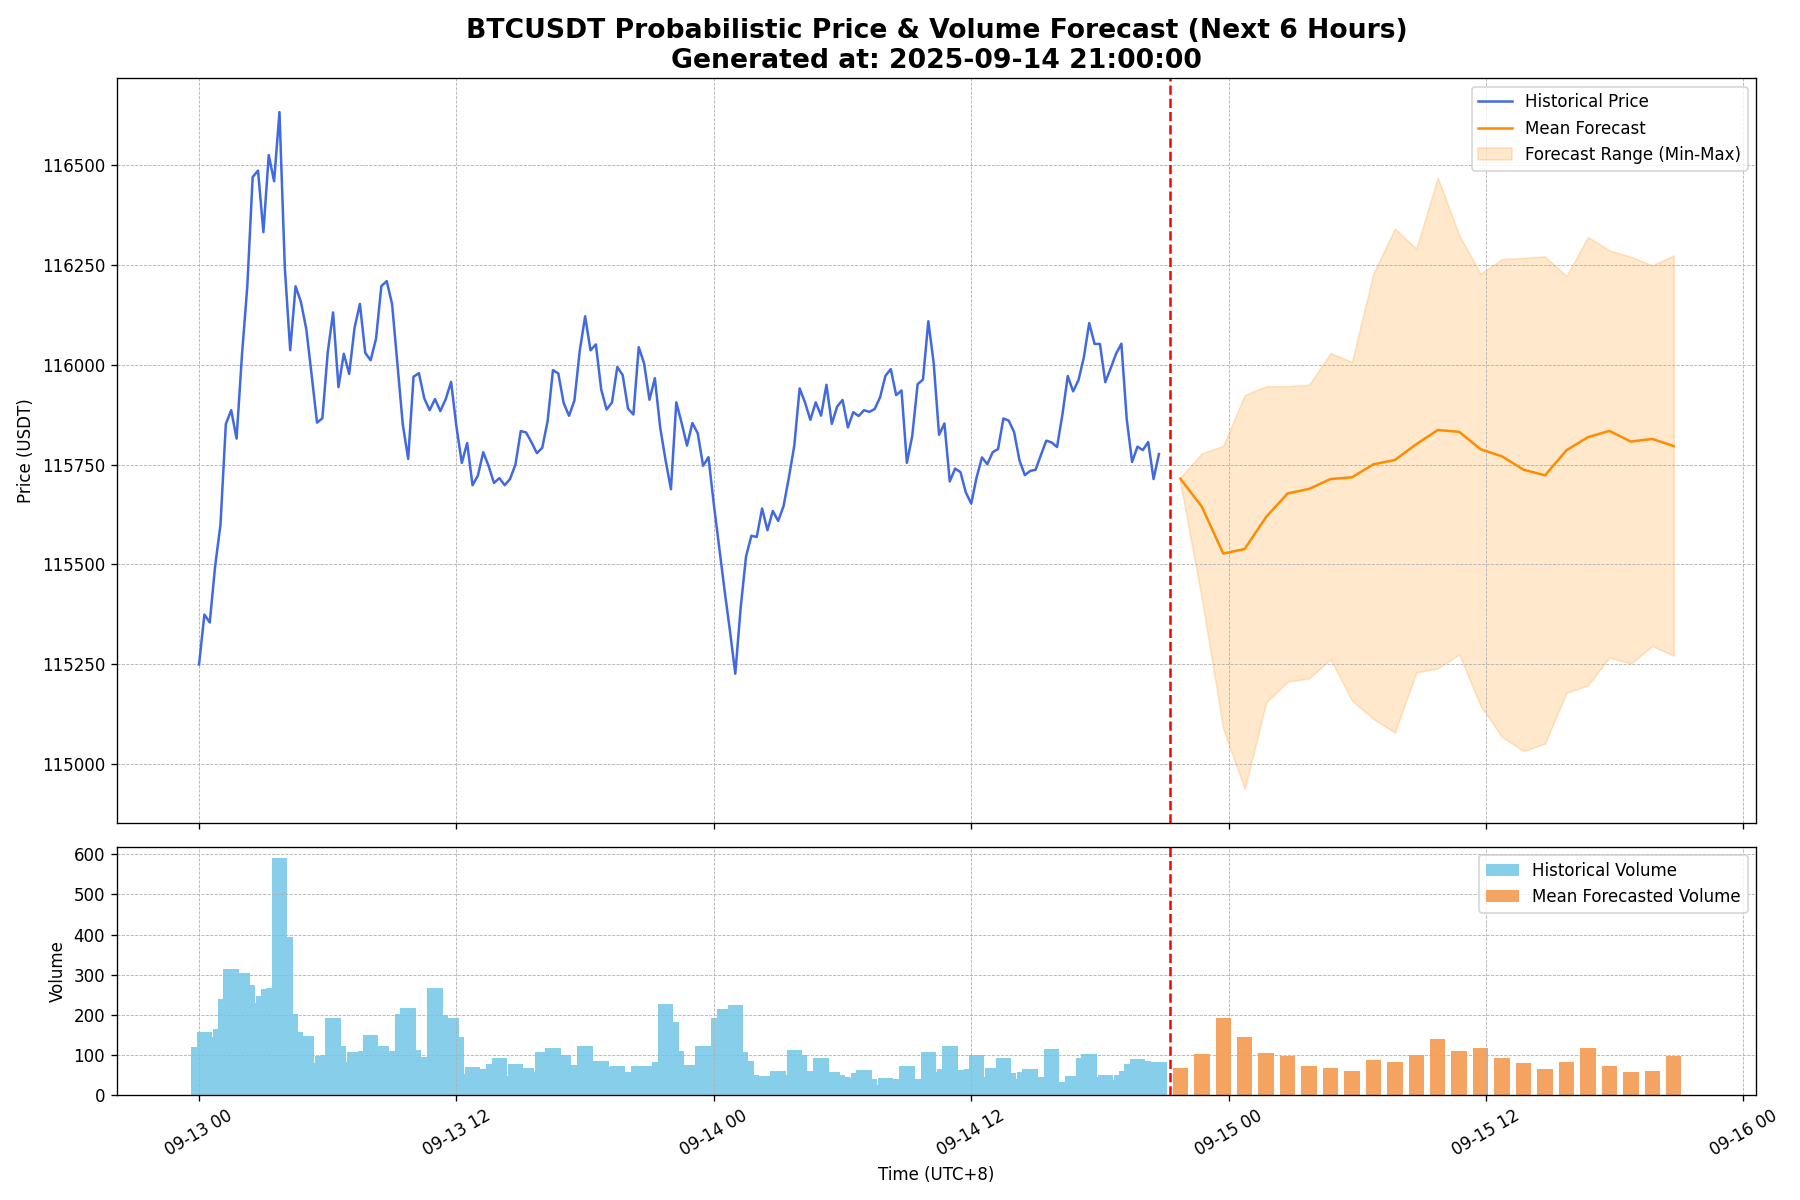 BTCUSDT Probabilistic Price & Volume Forecast (Next 6 Hours)
Generated at: 2025-09-14 21:00:00
Historical Price
Mean Forecast
Forecast Range (Min-Max)
Price (USDT)
116500
116250
116000
115750
115500
115250
115000
Historical Volume
Mean Forecasted Volume
Volume
600
500
400
300
200
100
0
09-13 00
09-13 12
09-14 00
09-14 12
09-15 00
09-15 12
09-16 00
Time (UTC+8)